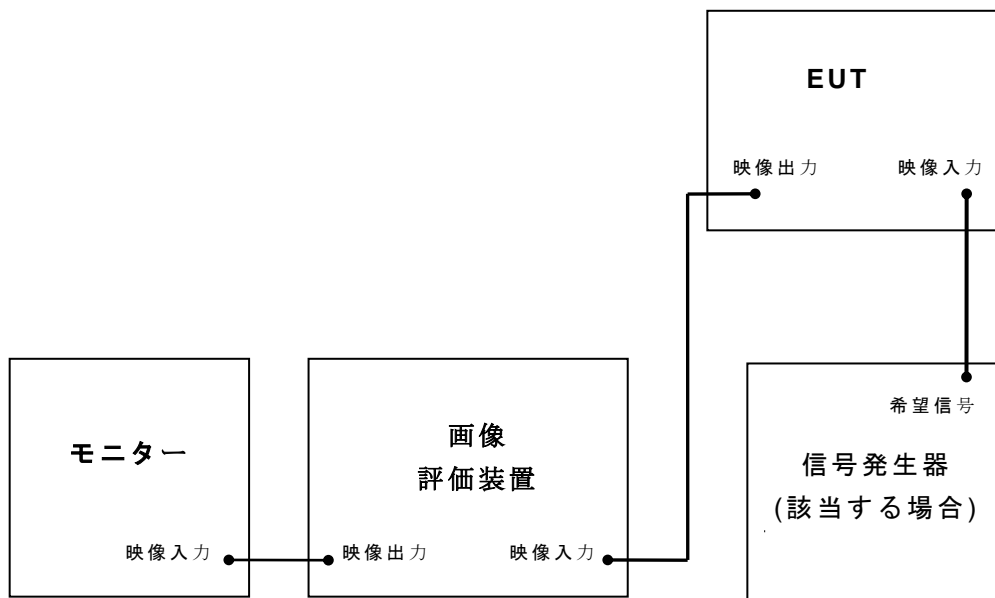 EUT
映像出力
映像入力
希望信号
信号発生器
(該当する場合)
モニター
映像入力
画像
評価装置
映像出力
映像入力